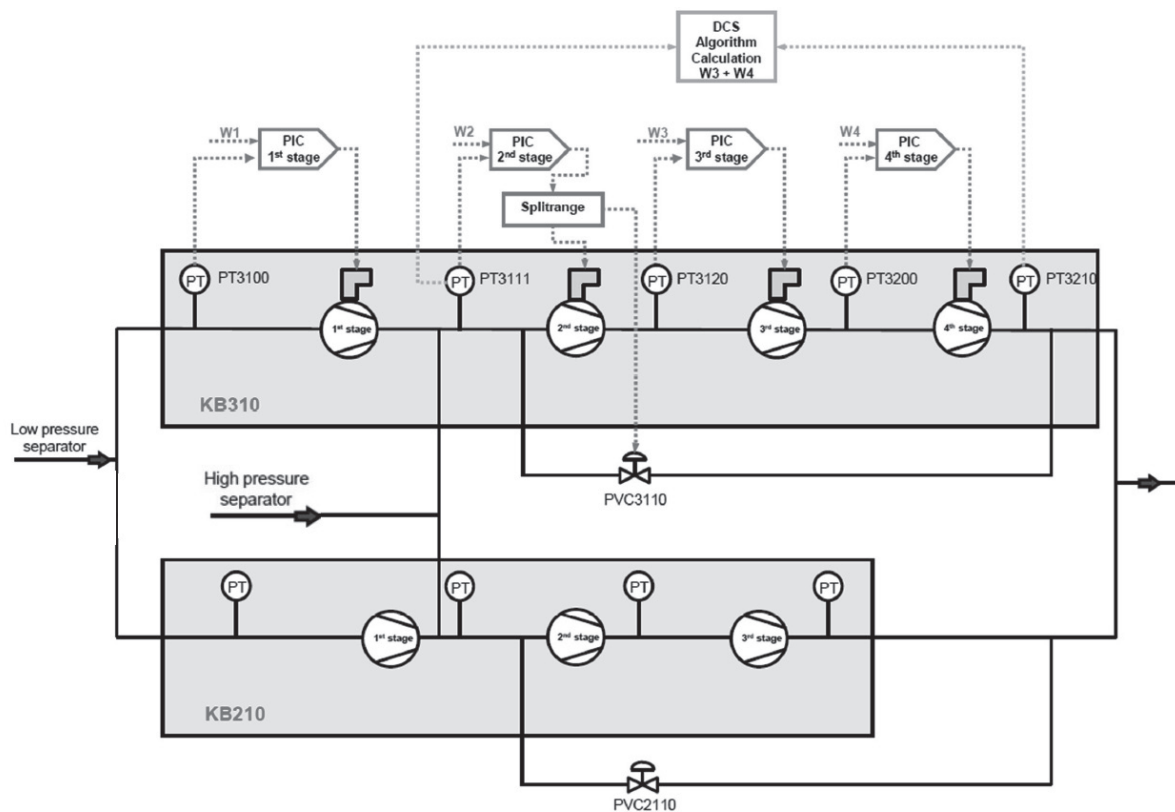 DCS
Algorithm
Calculation
W3 + W4
W1
PIC
1st stage
W2
PIC
2nd stage
W3
PIC
3rd stage
W4
PIC
4th stage
Splitrange
PT
PT3100
PT
PT3111
PT
PT3120
PT
PT3200
PT
PT3210
1st stage
2nd stage
3rd stage
4th stage
KB310
Low pressure
separator
High pressure
separator
PVC3110
PT
PT
PT
PT
1st stage
2nd stage
3rd stage
KB210
PVC2110